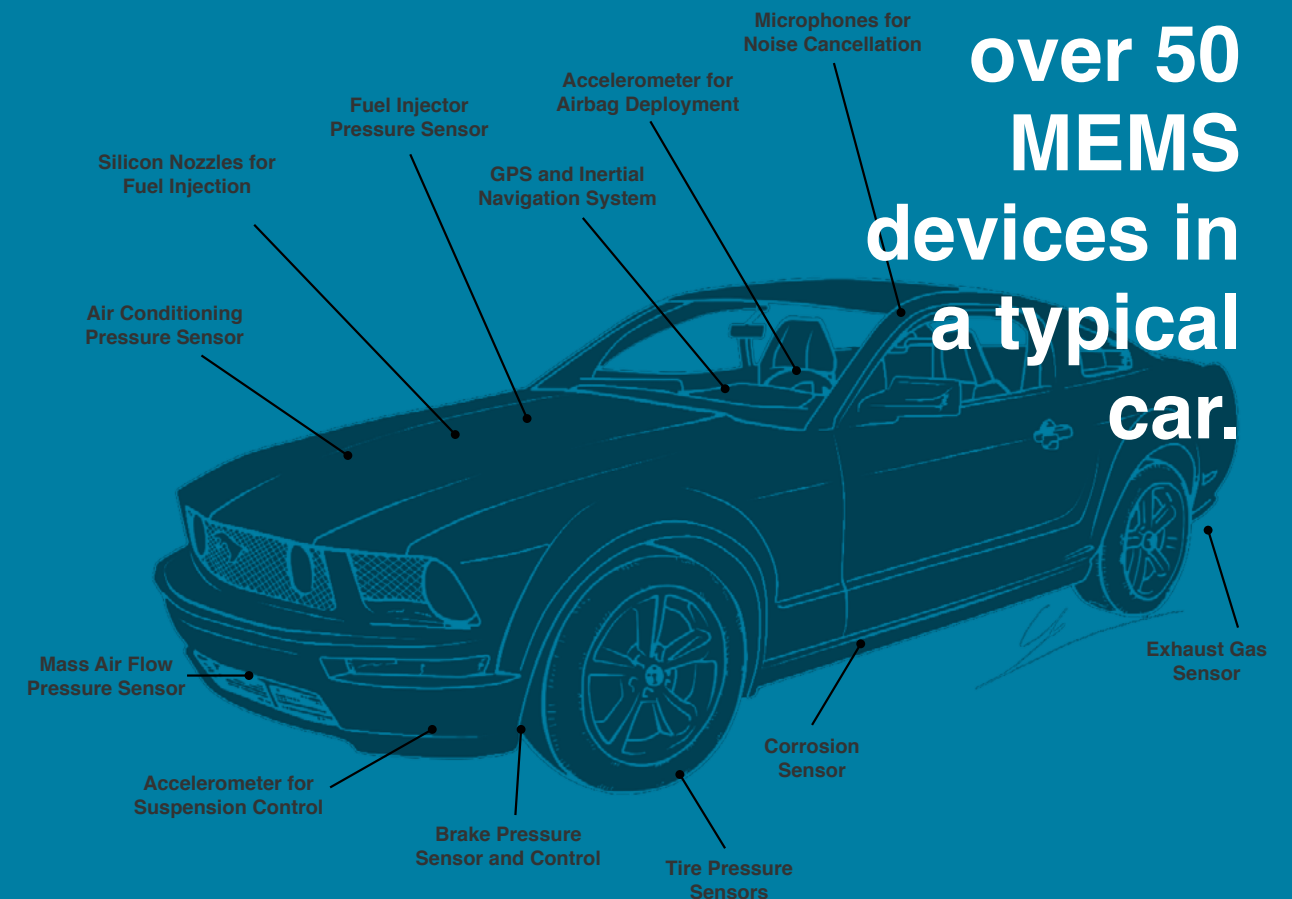 Microphones for
Noise Cancellation
over 50
MEMS
devices in
a typical
car.
Accelerometer for
Airbag Deployment
Fuel Injector
Pressure Sensor
GPS and Inertial
Navigation System
Silicon Nozzles for
Fuel Injection
Air Conditioning
Pressure Sensor
Mass Air Flow
Pressure Sensor
Exhaust Gas
Sensor
Corrosion
Sensor
Accelerometer for
Suspension Control
Brake Pressure
Sensor and Control
Tire Pressure
Sensors